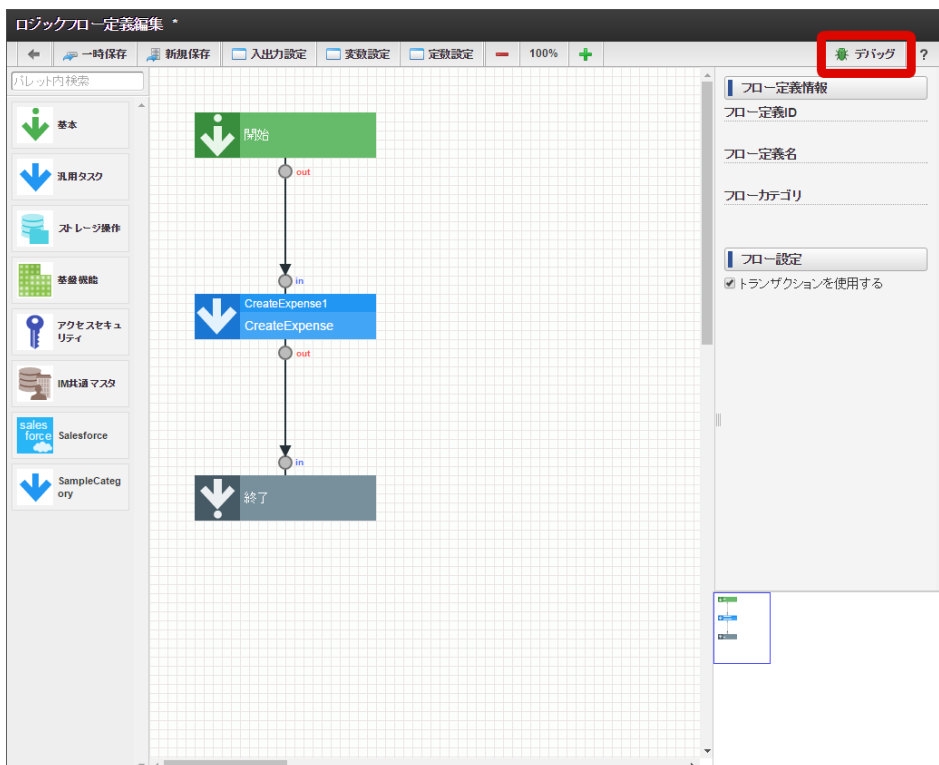 ロジックフロー定義編集 *
一時保存 新規保存 入出力設定 変数設定 定数設定 100% デバッグ ?
パレット内検索
基本
汎用タスク
ストレージ操作
基盤機能
アクセスセキュ
リティ
IM共通マスタ
sales
force
Salesforce
SampleCateg
ory
開始
out
in
CreateExpense1
CreateExpense
out
in
終了
フロー定義情報
フロー定義ID
フロー定義名
フローカテゴリ
フロー設定
トランザクションを使用する